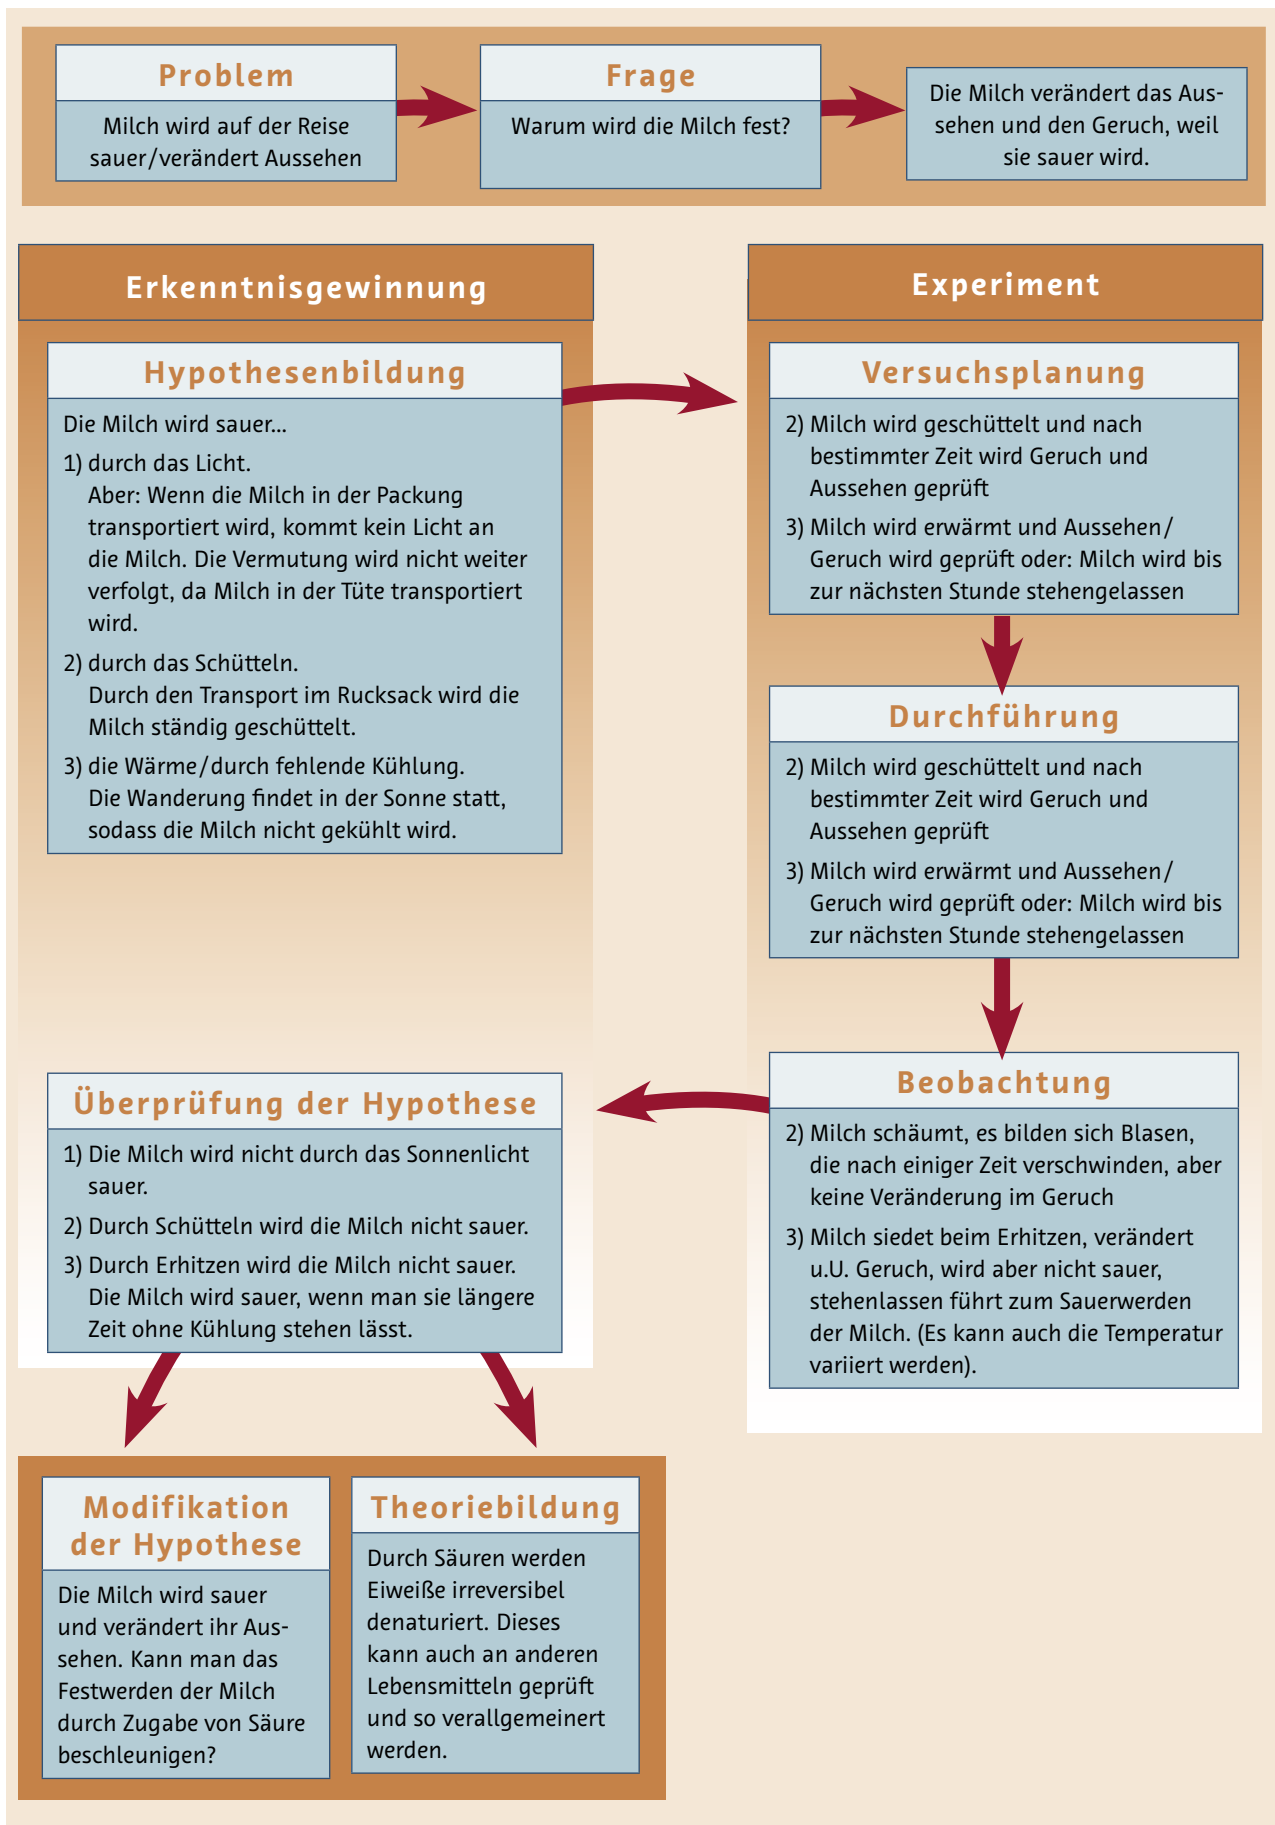 Problem
Milch wird auf der Reise
sauer/verändert Aussehen
Frage
Warum wird die Milch fest?
Die Milch verändert das Aus-
sehen und den Geruch, weil
sie sauer wird.
Erkenntnisgewinnung
Hypothesenbildung
Die Milch wird sauer...
1) durch das Licht.
Aber: Wenn die Milch in der Packung
transportiert wird, kommt kein Licht an
die Milch. Die Vermutung wird nicht weiter
verfolgt, da Milch in der Tüte transportiert
wird.
2) durch das Schütteln.
Durch den Transport im Rucksack wird die
Milch ständig geschüttelt.
3) die Wärme/durch fehlende Kühlung.
Die Wanderung findet in der Sonne statt,
sodass die Milch nicht gekühlt wird.
Experiment
Versuchsplanung
2) Milch wird geschüttelt und nach
bestimmter Zeit wird Geruch und
Aussehen geprüft
3) Milch wird erwärmt und Aussehen/
Geruch wird geprüft oder: Milch wird bis
zur nächsten Stunde stehengelassen
Durchführung
2) Milch wird geschüttelt und nach
bestimmter Zeit wird Geruch und
Aussehen geprüft
3) Milch wird erwärmt und Aussehen/
Geruch wird geprüft oder: Milch wird bis
zur nächsten Stunde stehengelassen
Beobachtung
2) Milch schäumt, es bilden sich Blasen,
die nach einiger Zeit verschwinden, aber
keine Veränderung im Geruch
3) Milch siedet beim Erhitzen, verändert
u.U. Geruch, wird aber nicht sauer,
stehenlassen führt zum Sauerwerden
der Milch. (Es kann auch die Temperatur
variiert werden).
Überprüfung der Hypothese
1) Die Milch wird nicht durch das Sonnenlicht
sauer.
2) Durch Schütteln wird die Milch nicht sauer.
3) Durch Erhitzen wird die Milch nicht sauer.
Die Milch wird sauer, wenn man sie längere
Zeit ohne Kühlung stehen lässt.
Modifikation
der Hypothese
Die Milch wird sauer
und verändert ihr Aus-
sehen. Kann man das
Festwerden der Milch
durch Zugabe von Säure
beschleunigen?
Theoriebildung
Durch Säuren werden
Eiweiße irreversibel
denaturiert. Dieses
kann auch an anderen
Lebensmitteln geprüft
und so verallgemeinert
werden.